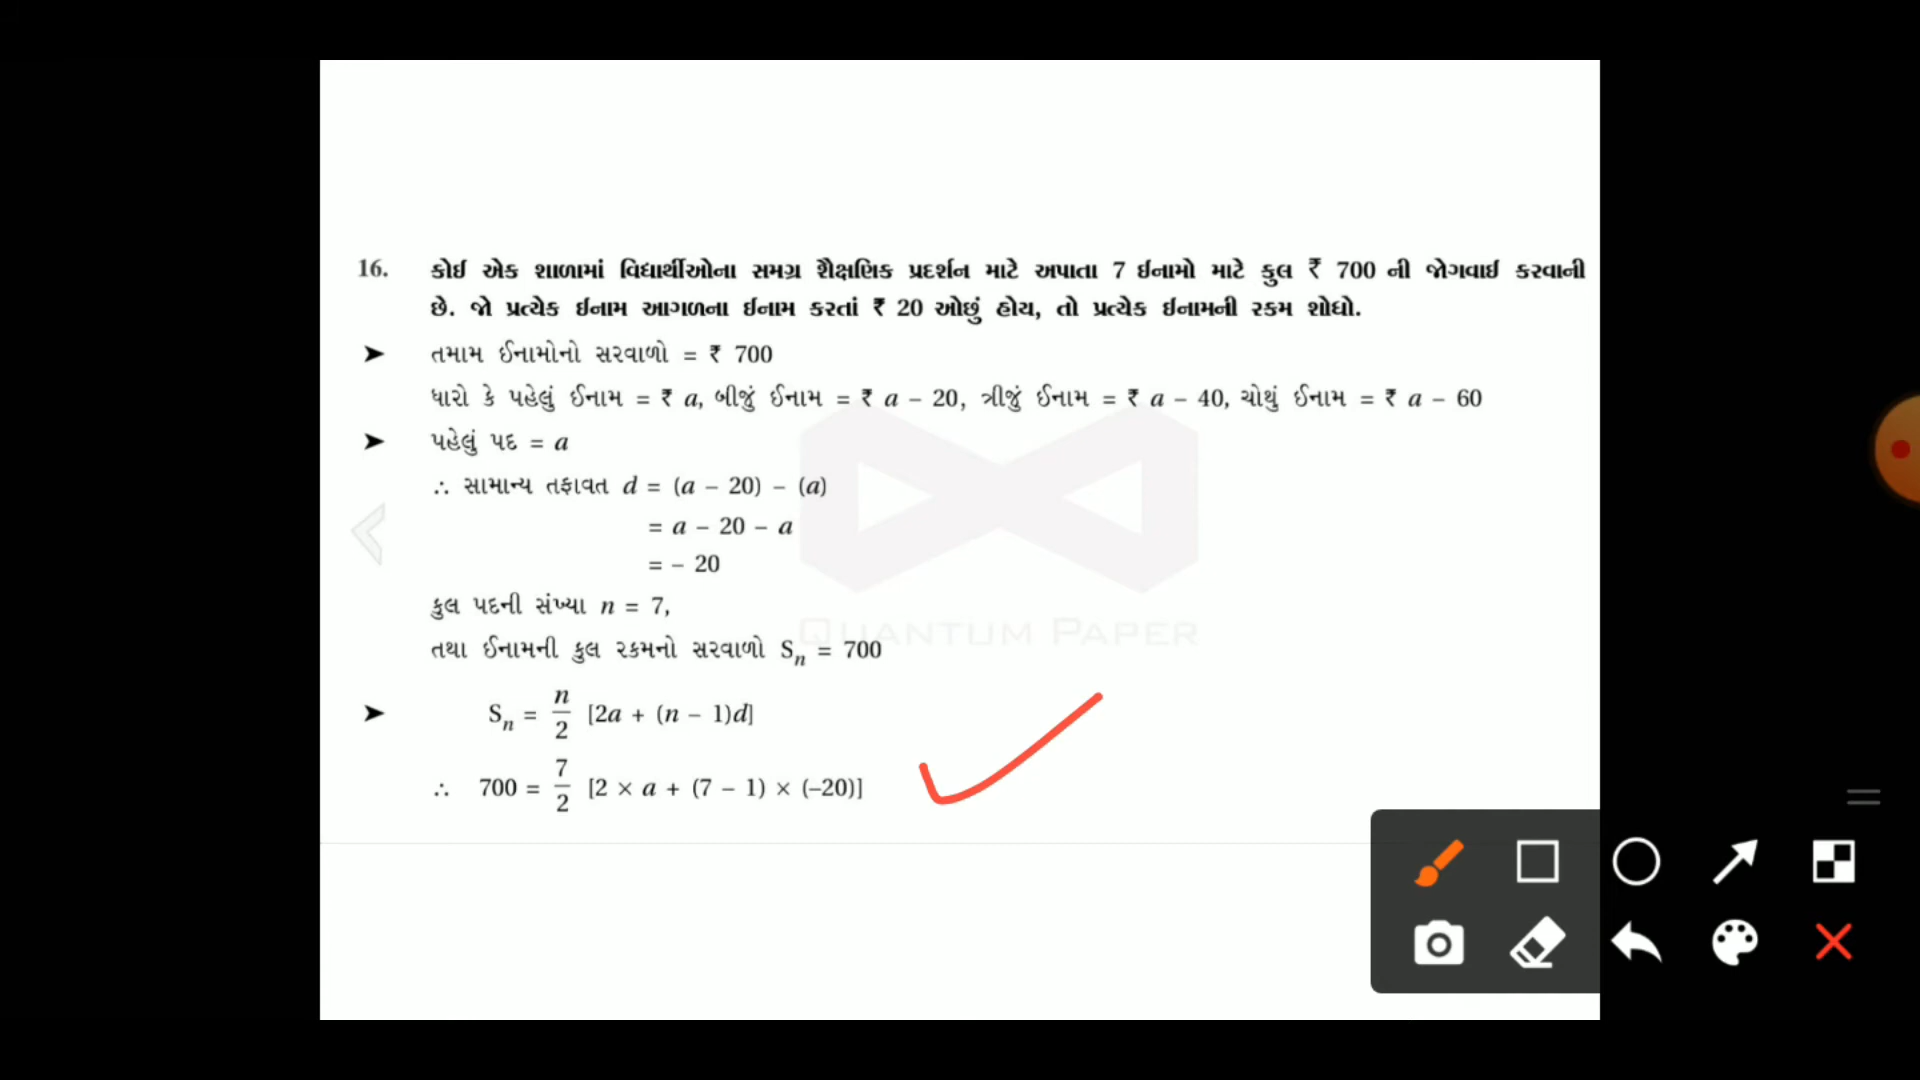 16. કોઈ એક શાળામાં વિદ્યાર્થીઓના સમગ્ર શૈક્ષણિક પ્રદર્શન માટે અપાતા 7 ઈનામો માટે કુલ ₹ 700 ની જોગવાઈ કરવાની
છે. જો પ્રત્યેક ઈનામ આગળના ઈનામ કરતાં ₹ 20 ઓછું હોય, તો પ્રત્યેક ઈનામની રકમ શોધો.
➤ તમામ ઈનામોનો સરવાળો = ₹ 700
ધારો કે પહેલું ઈનામ = ₹ a, બીજું ઈનામ = ₹ a – 20, ત્રીજું ઈનામ = ₹ a – 40, ચોથું ઈનામ = ₹ a – 60
➤ પહેલું પદ = a
∴ સામાન્ય તફાવત d = (a – 20) – (a)
= a – 20 – a
= – 20
કુલ પદની સંખ્યા n = 7,
QUANTUM PAPER
તથા ઈનામની કુલ રકમનો સરવાળો Sₙ = 700
➤ Sₙ = n/2 [2a + (n – 1)d]
∴ 700 = 7/2 [2 × a + (7 – 1) × (–20)]